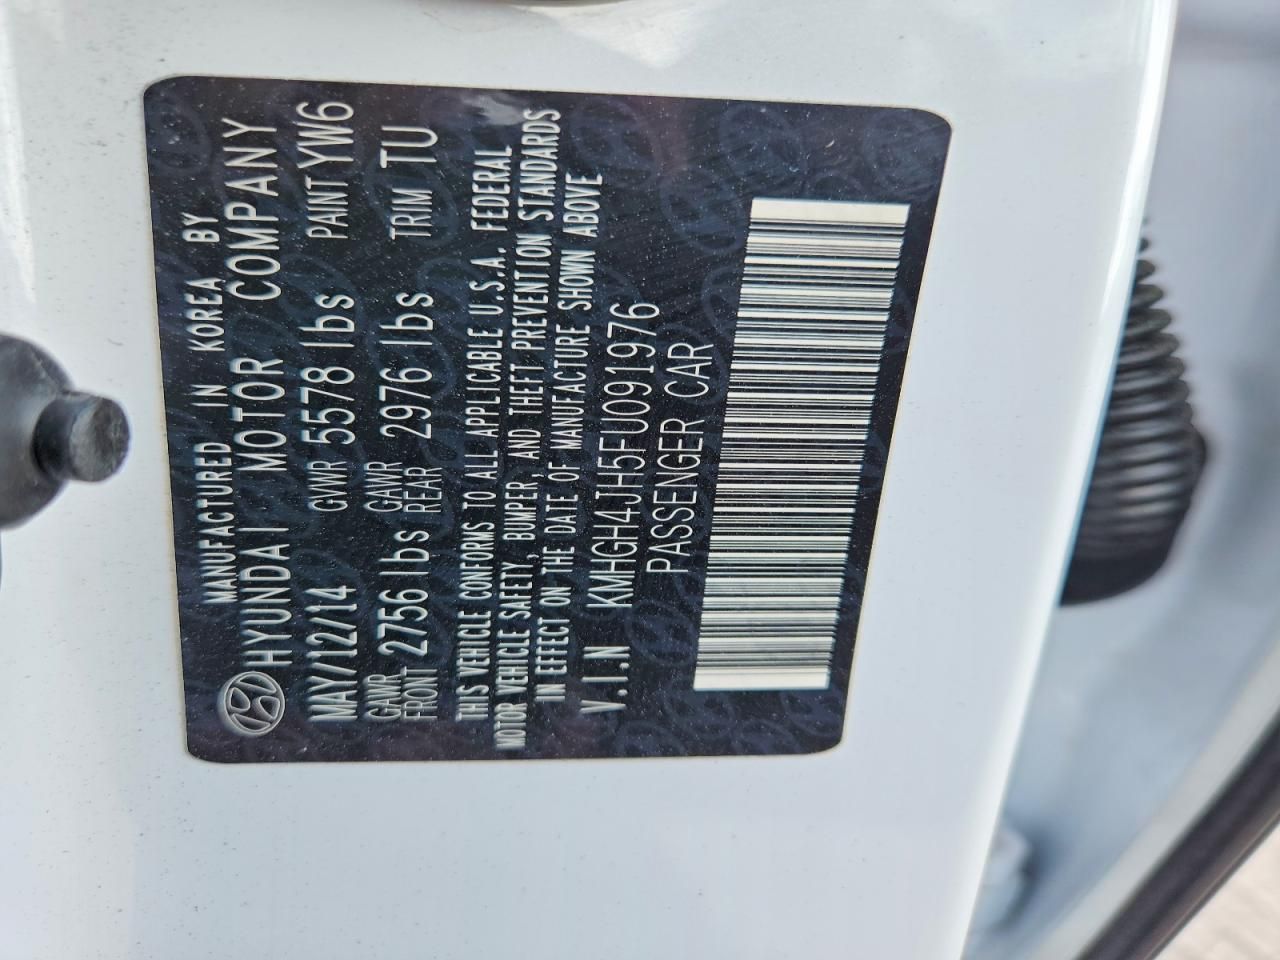 MANUFACTURED IN KOREA BY
HYUNDAI MOTOR COMPANY
MAY/12/14 GVWR 5578 lbs PAINT YW6
GAWR FRONT 2756 lbs GAWR REAR 2976 lbs TRIM TU
THIS VEHICLE CONFORMS TO ALL APPLICABLE U.S.A. FEDERAL
MOTOR VEHICLE SAFETY, BUMPER, AND THEFT PREVENTION STANDARDS
IN EFFECT ON THE DATE OF MANUFACTURE SHOWN ABOVE
V.I.N KMHGH4JH5FU091976
PASSENGER CAR